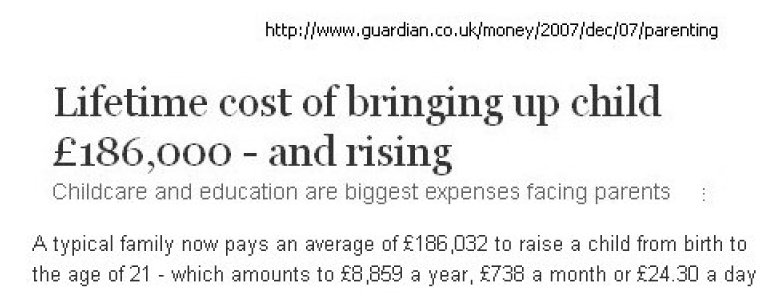 http://www.guardian.co.uk/money/2007/dec/07/parenting
Lifetime cost of bringing up child
£186,000 - and rising
Childcare and education are biggest expenses facing parents
A typical family now pays an average of £186,032 to raise a child from birth to
the age of 21 - which amounts to £8,859 a year, £738 a month or £24.30 a day